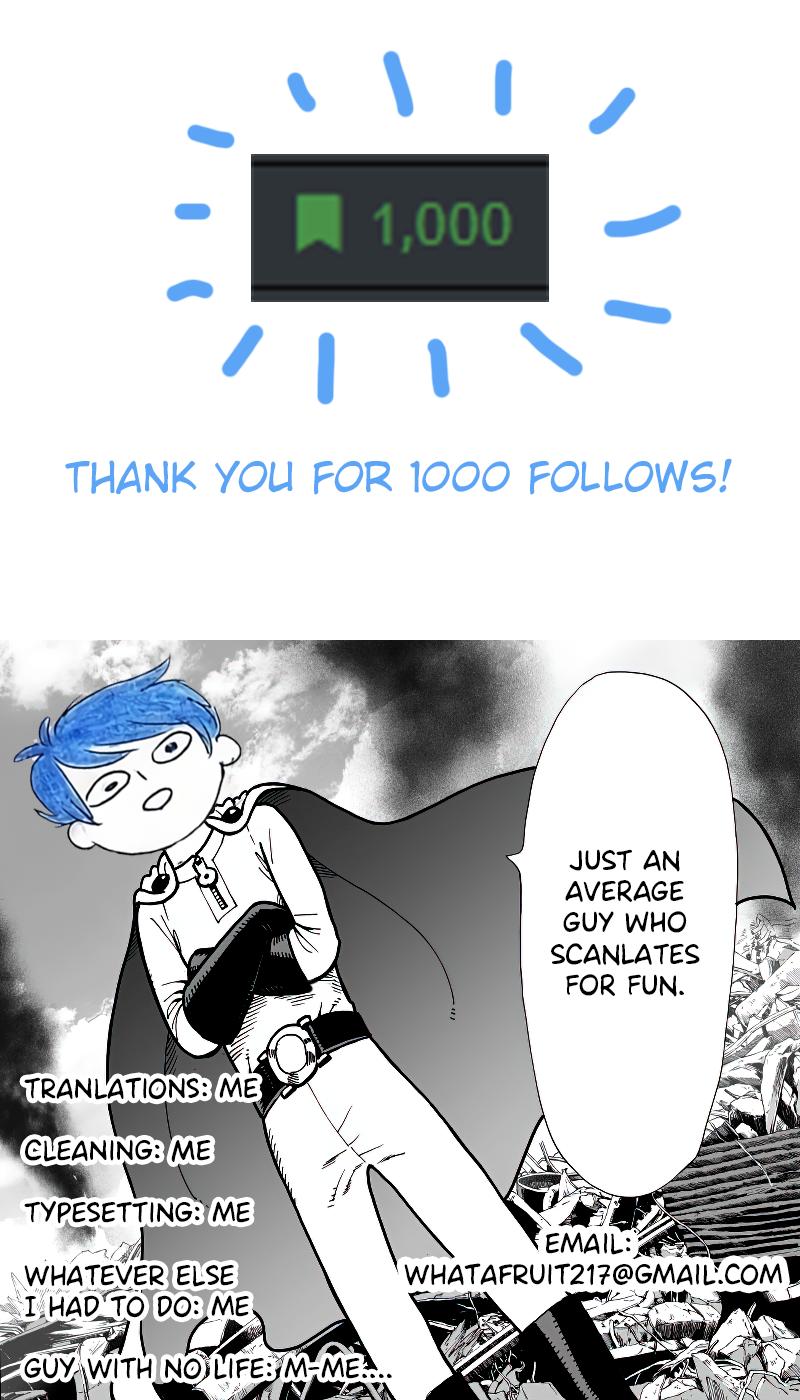 1,000
THANK YOU FOR 1000 FOLLOWS!
JUST AN
AVERAGE
GUY WHO
SCANLATES
FOR FUN.
TRANLATIONS: ME
CLEANING: ME
TYPESETTING: ME
WHATEVER ELSE
I HAD TO DO: ME
GUY WITH NO LIFE: M-ME....
EMAIL:
WHATAFRUIT217@GMAIL.COM